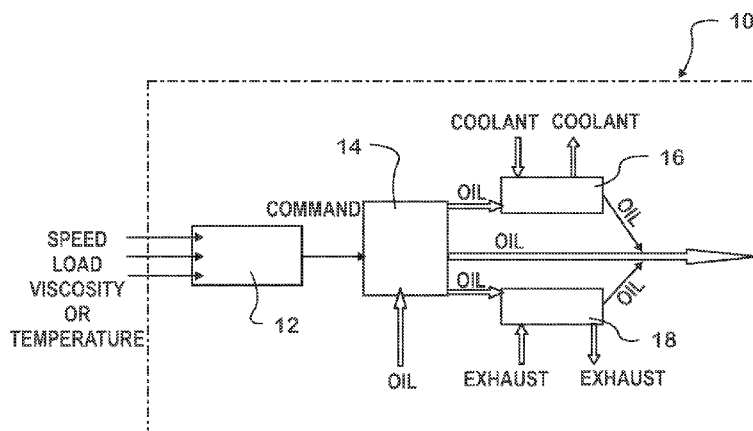 10
COOLANT COOLANT
14
16
OIL
OIL
COMMAND
OIL
SPEED
LOAD
VISCOSITY
OR
TEMPERATURE
OIL
OIL
12
18
OIL
EXHAUST EXHAUST